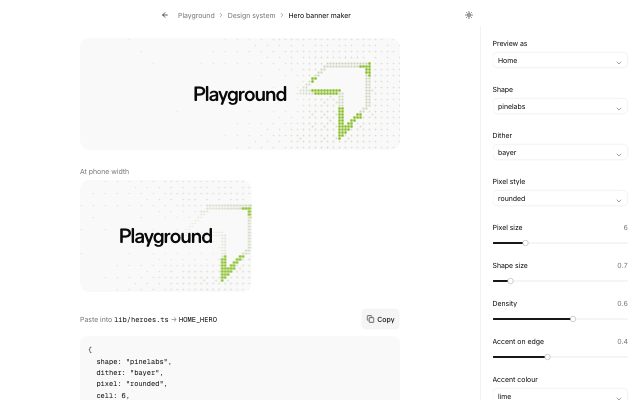 Playground > Design system > Hero banner maker
Playground
At phone width
Playground
Paste into lib/heroes.ts → HOME_HERO
Copy
{
shape: "pinelabs",
dither: "bayer",
pixel: "rounded",
cell: 6,
Preview as
Home
Shape
pinelabs
Dither
bayer
Pixel style
rounded
Pixel size 6
Shape size 0.7
Density 0.6
Accent on edge 0.4
Accent colour
lime